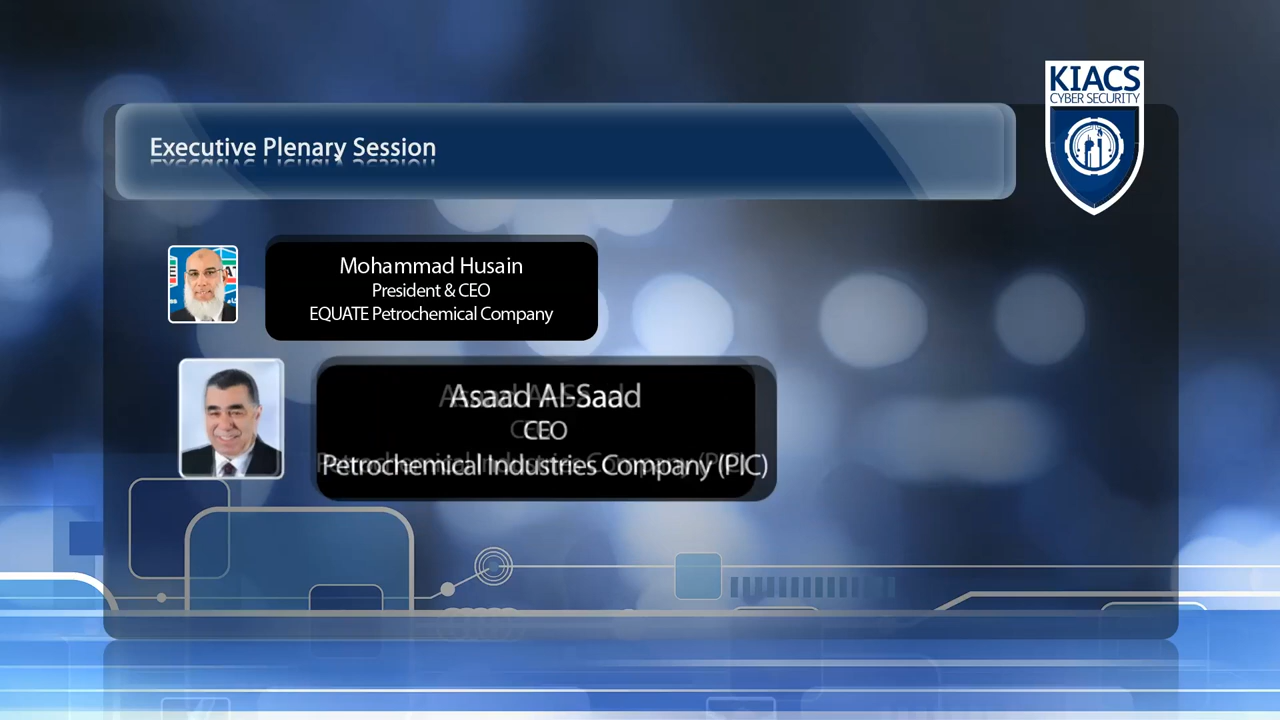 KIACS
CYBER SECURITY
Executive Plenary Session
Mohammad Husain
President & CEO
EQUATE Petrochemical Company
Asaad Al-Saad
CEO
Petrochemical Industries Company (PIC)